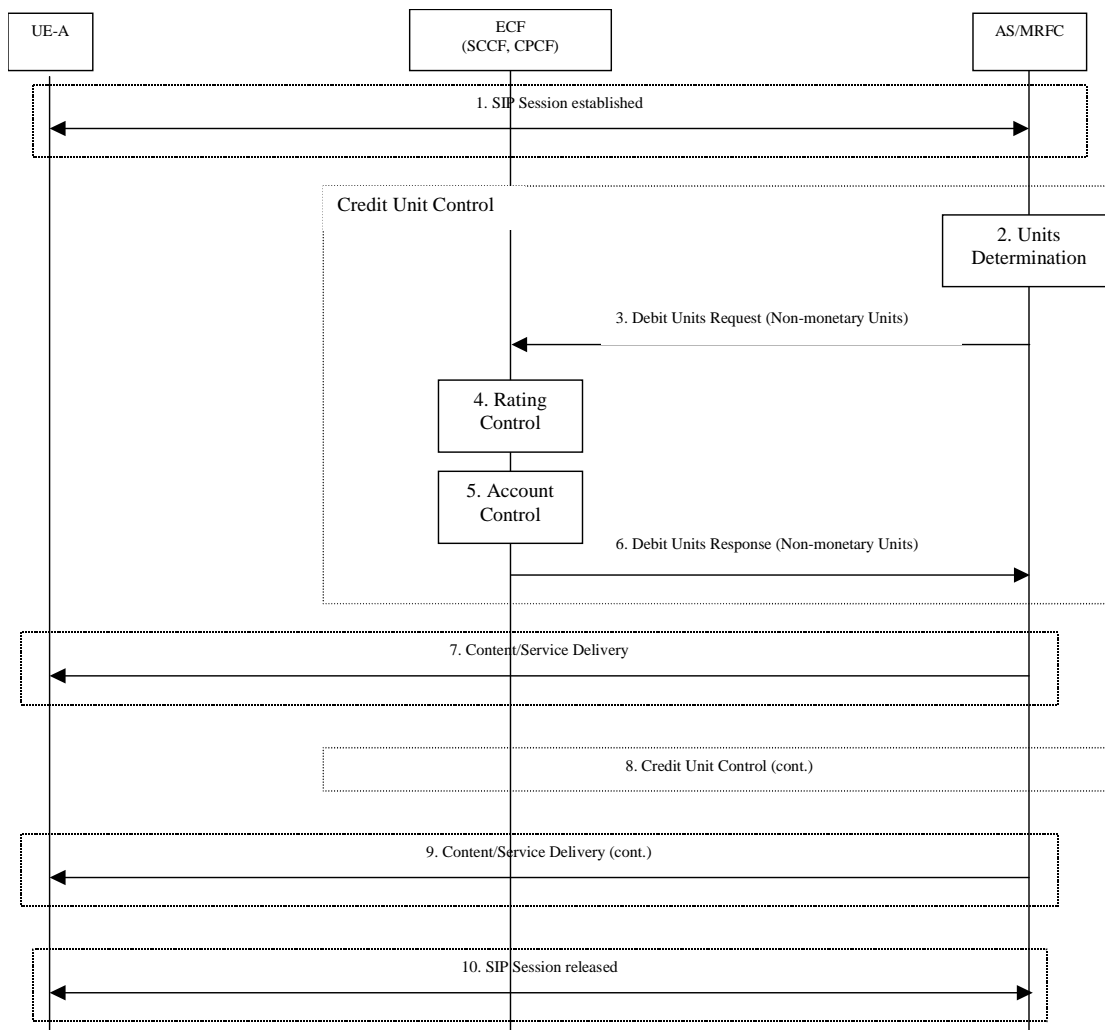 UE-A
ECF
(SCCF, CPCF)
AS/MRFC
1. SIP Session established
Credit Unit Control
2. Units
Determination
3. Debit Units Request (Non-monetary Units)
4. Rating
Control
5. Account
Control
6. Debit Units Response (Non-monetary Units)
7. Content/Service Delivery
8. Credit Unit Control (cont.)
9. Content/Service Delivery (cont.)
10. SIP Session released